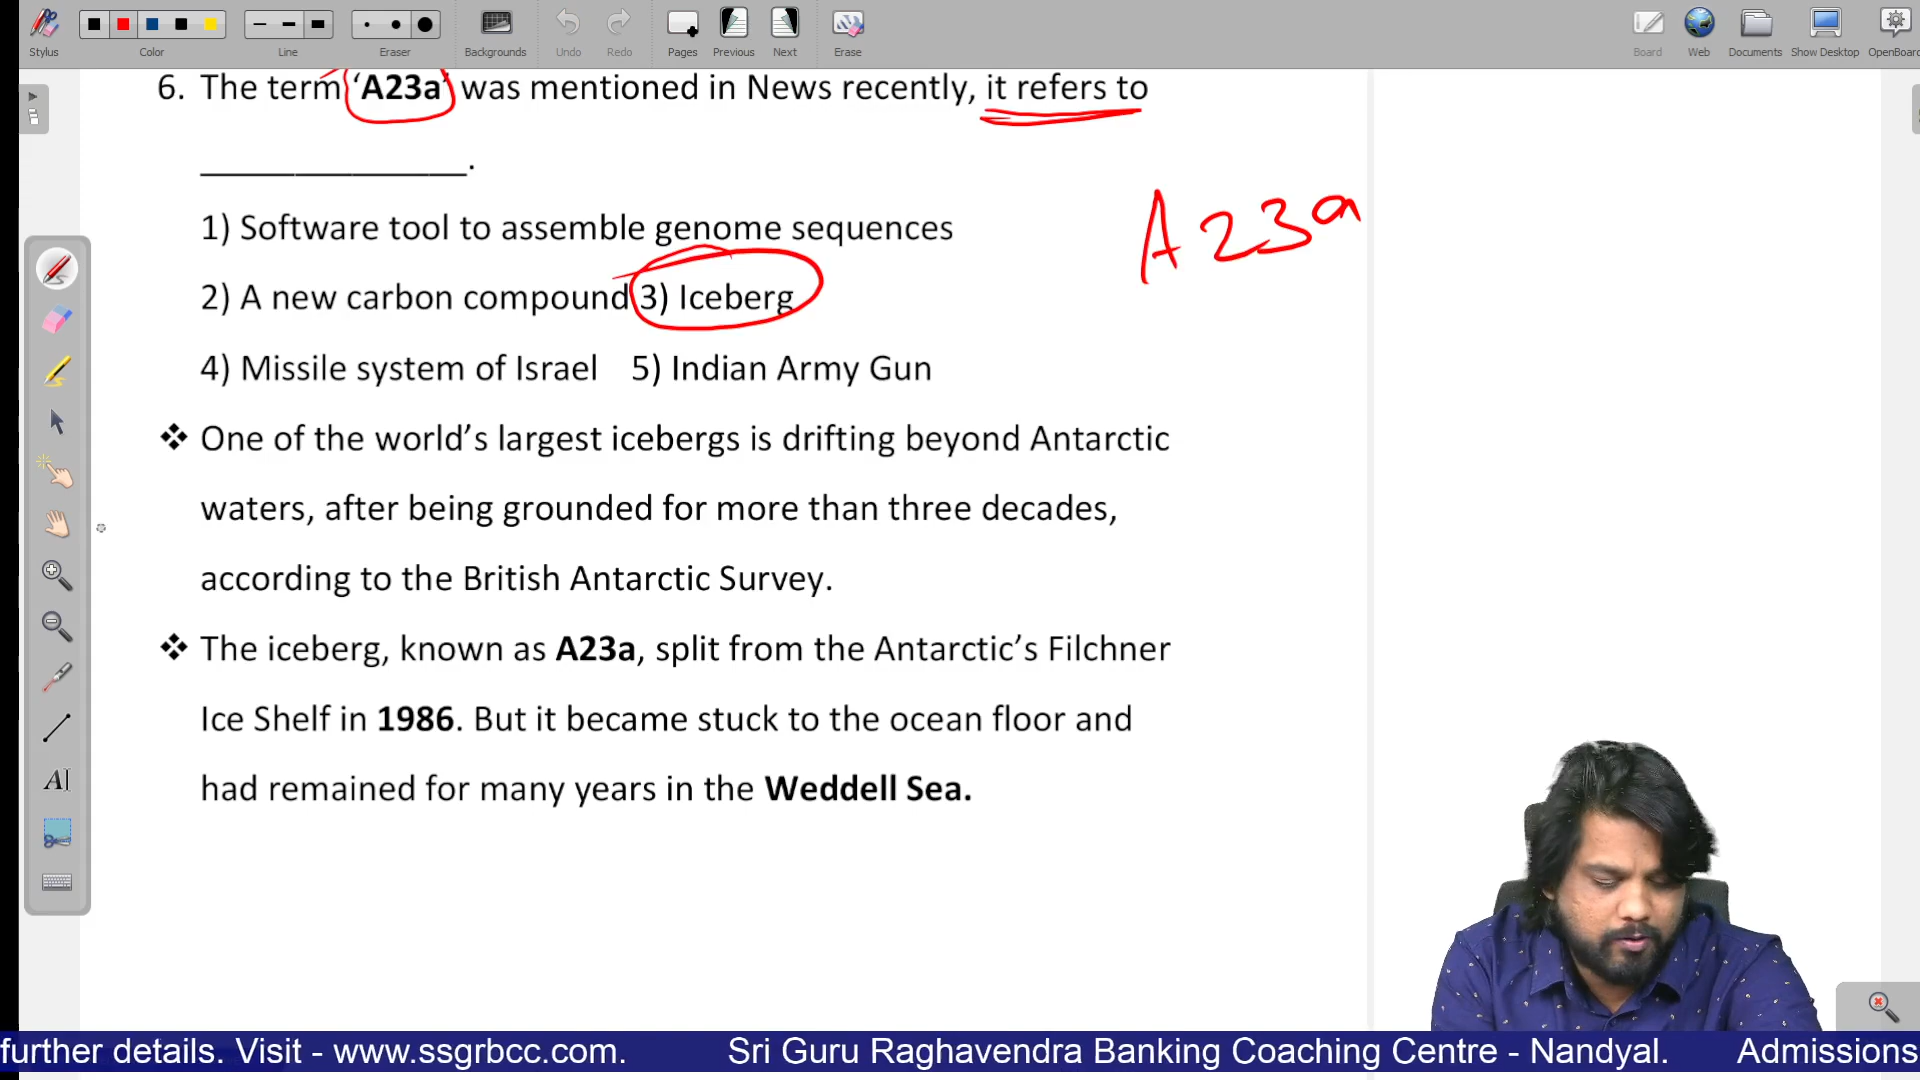 Stylus
Color
Line
Eraser
Backgrounds
Undo
Redo
Pages
Previous
Next
Erase
Board
Web
Documents
Show Desktop
OpenBoard
6. The term ‘A23a’ was mentioned in News recently, it refers to
______________.
1) Software tool to assemble genome sequences
A23a
2) A new carbon compound 3) Iceberg
4) Missile system of Israel 5) Indian Army Gun
❖ One of the world’s largest icebergs is drifting beyond Antarctic
waters, after being grounded for more than three decades,
according to the British Antarctic Survey.
❖ The iceberg, known as A23a, split from the Antarctic’s Filchner
Ice Shelf in 1986. But it became stuck to the ocean floor and
had remained for many years in the Weddell Sea.
further details. Visit - www.ssgrbcc.com. Sri Guru Raghavendra Banking Coaching Centre - Nandyal. Admissions